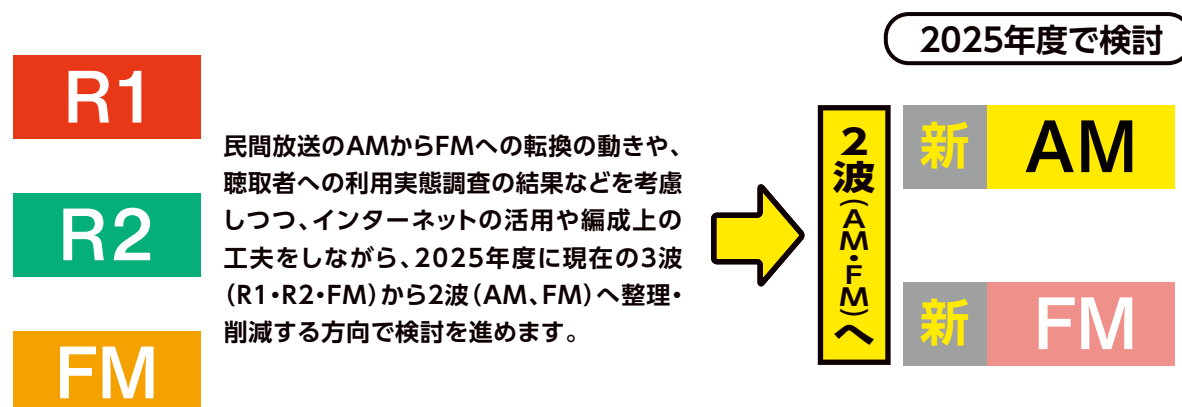 2025年度で検討
R1
R2
FM
民間放送のAMからFMへの転換の動きや、
聴取者への利用実態調査の結果などを考慮
しつつ、インターネットの活用や編成上の
工夫をしながら、2025年度に現在の3波
（R1・R2・FM）から2波（AM、FM）へ整理・
削減する方向で検討を進めます。
2波（AM・FM）へ
新 AM
新 FM